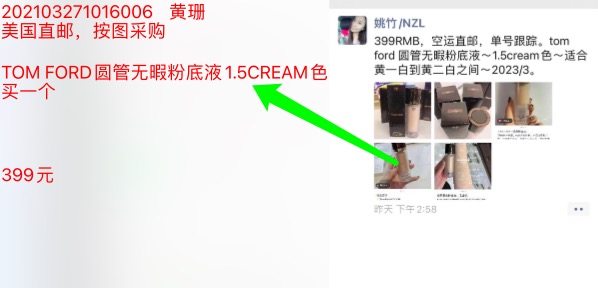 202103271016006 黄珊
美国直邮，按图采购
TOM FORD圆管无暇粉底液1.5CREAM色
买一个
399元
姚竹/NZL
399RMB，空运直邮，单号跟踪。tom
ford 圆管无暇粉底液～1.5cream色～适合
黄一白到黄二白之间～2023/3。
昨天 下午2:58